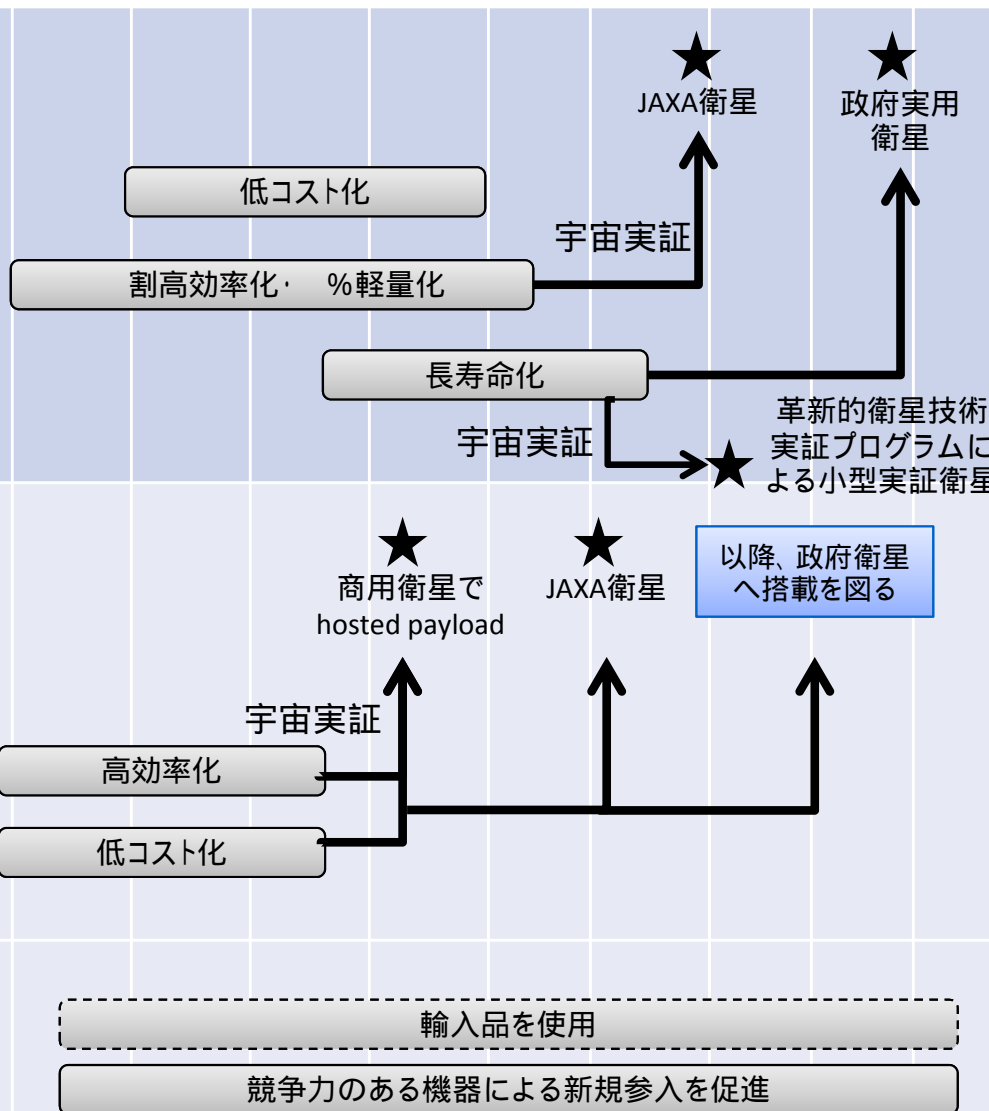 JAXA衛星
政府実用
衛星
低コスト化
宇宙実証
割高効率化・ %軽量化
長寿命化
宇宙実証
革新的衛星技術
実証プログラムに
よる小型実証衛星
商用衛星で
hosted payload
JAXA衛星
以降、政府衛星
へ搭載を図る
宇宙実証
高効率化
低コスト化
輸入品を使用
競争力のある機器による新規参入を促進